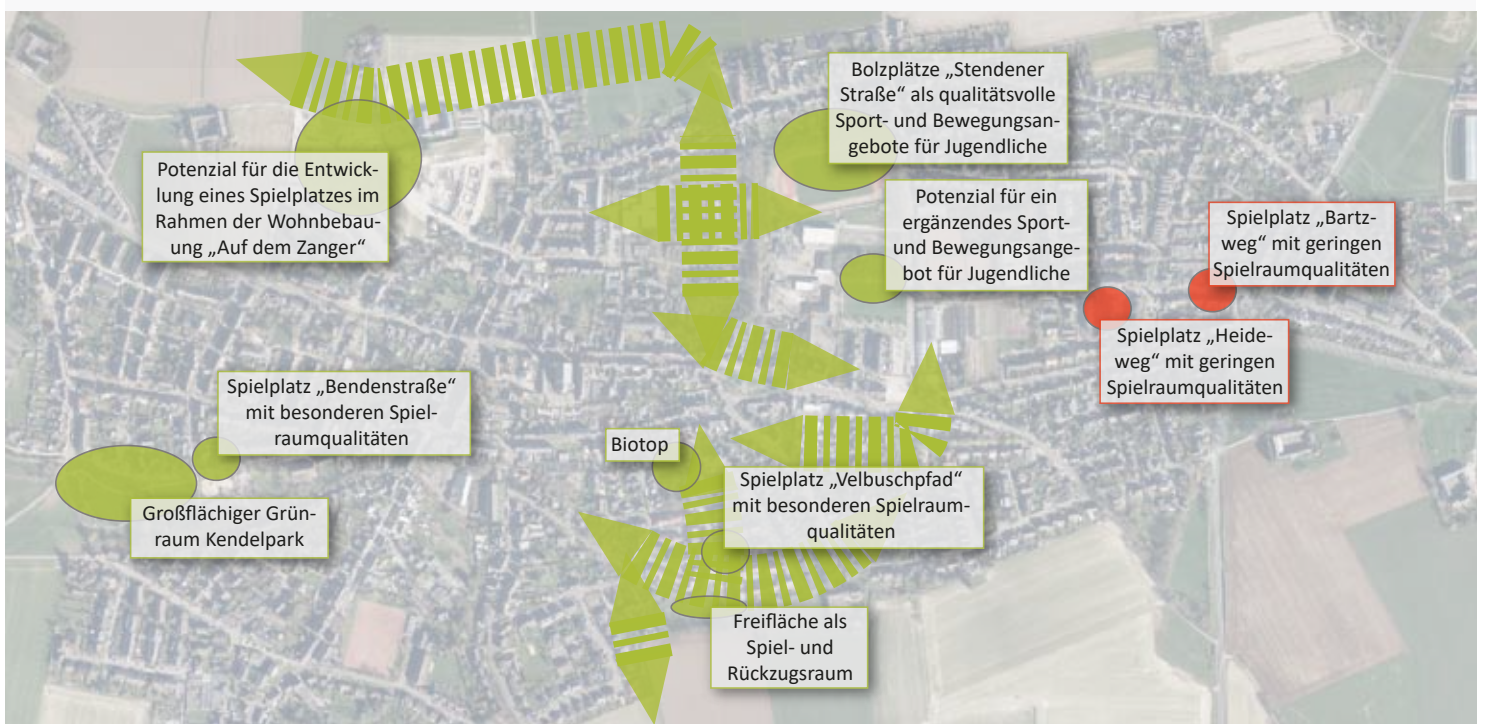 Bolzplätze „Stendener
Straße“ als qualitätsvolle
Sport- und Bewegungsan-
gebote für Jugendliche
Potenzial für die Entwick-
lung eines Spielplatzes im
Rahmen der Wohnbebau-
ung „Auf dem Zanger“
Potenzial für ein
ergänzendes Sport-
und Bewegungsange-
bot für Jugendliche
Spielplatz „Bartz-
weg“ mit geringen
Spielraumqualitäten
Spielplatz „Heide-
weg“ mit geringen
Spielraumqualitäten
Spielplatz „Bendenstraße“
mit besonderen Spiel-
raumqualitäten
Biotop
Spielplatz „Velbuschpfad“
mit besonderen Spielraum-
qualitäten
Großflächiger Grün-
raum Kendelpark
Freifläche als
Spiel- und
Rückzugsraum